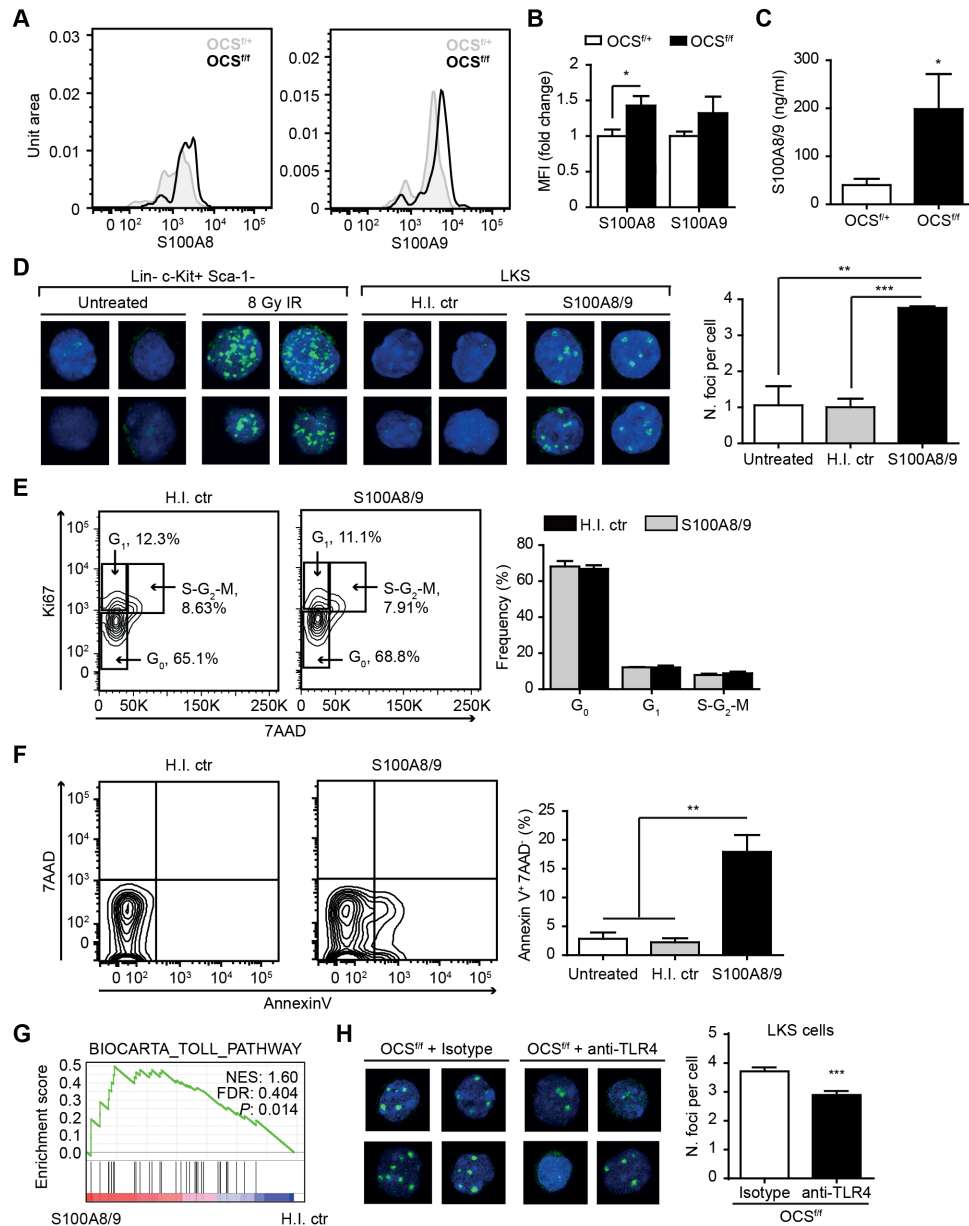 A
OCSf/+
OCSf/f
Unit area
0.03
0.02
0.01
0
0 10² 10³ 10⁴ 10⁵
S100A8
OCSf/+
OCSf/f
0.02
0.015
0.01
0.005
0
0 10² 10³ 10⁴ 10⁵
S100A9
B
OCSf/+ OCSf/f
MFI (fold change)
2
1.5
1
0.5
0
*
S100A8 S100A9
C
S100A8/9 (ng/ml)
300
200
100
0
*
OCSf/+ OCSf/f
D
Lin- c-Kit+ Sca-1- LKS
Untreated 8 Gy IR H.I. ctr S100A8/9
N. foci per cell
4
3
2
1
0
**
***
Untreated H.I. ctr S100A8/9
E
H.I. ctr S100A8/9
Ki67
10⁵
10⁴
10³
10²
0
G₁, 12.3%
S-G₂-M,
8.63%
G₀, 65.1%
0 50K 150K 250K
G₁, 11.1%
S-G₂-M,
7.91%
G₀, 68.8%
0 50K 150K 250K
7AAD
H.I. ctr S100A8/9
Frequency (%)
80
60
40
20
0
G₀ G₁ S-G₂-M
F
H.I. ctr S100A8/9
7AAD
10⁵
10⁴
10³
10²
0
0 10² 10³ 10⁴ 10⁵
0 10² 10³ 10⁴ 10⁵
AnnexinV
Annexin V⁺ 7AAD⁻ (%)
25
20
15
10
5
0
**
Untreated H.I. ctr S100A8/9
G
BIOCARTA_TOLL_PATHWAY
Enrichment score
0.5
0.4
0.3
0.2
0.1
0.0
NES: 1.60
FDR: 0.404
P: 0.014
S100A8/9 H.I. ctr
H
OCSf/f + Isotype OCSf/f + anti-TLR4
LKS cells
N. foci per cell
5
4
3
2
1
0
***
Isotype anti-TLR4
OCSf/f